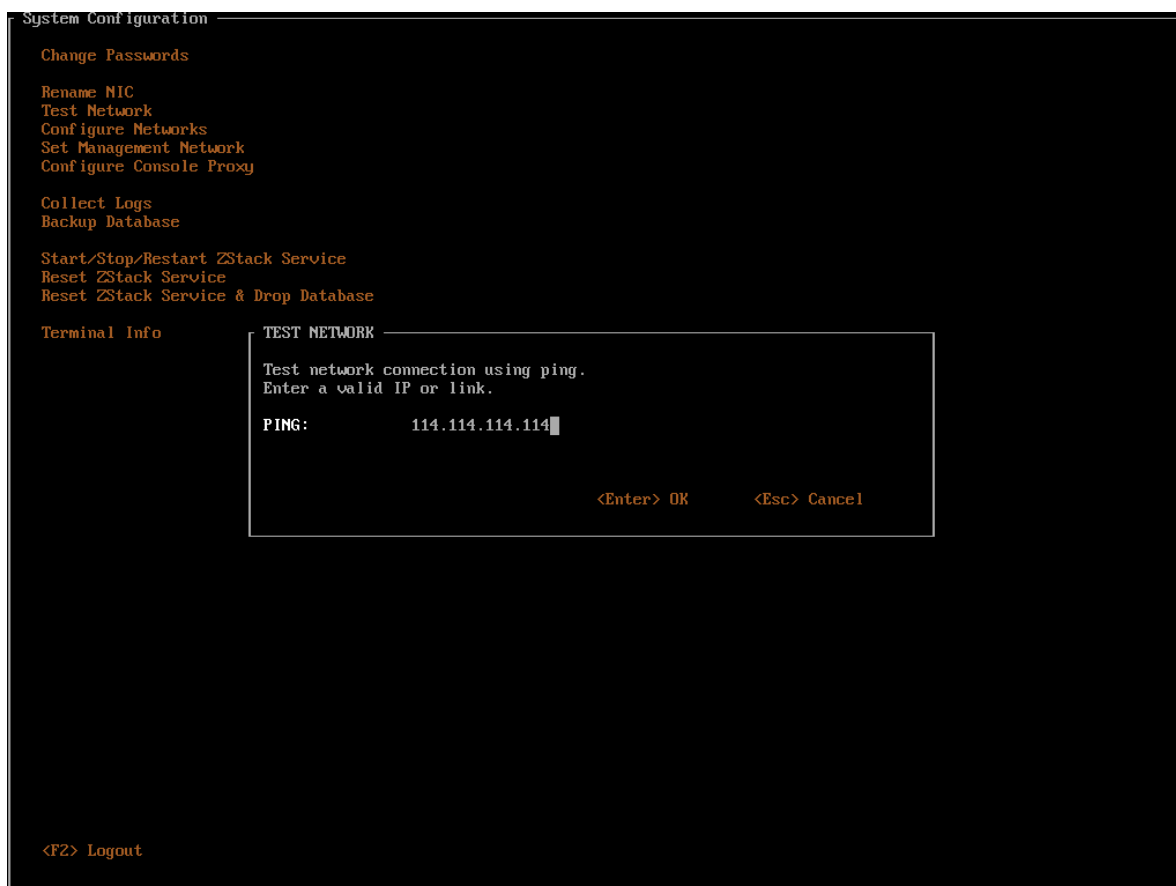 System Configuration
Change Passwords
Rename NIC
Test Network
Configure Networks
Set Management Network
Configure Console Proxy
Collect Logs
Backup Database
Start/Stop/Restart ZStack Service
Reset ZStack Service
Reset ZStack Service & Drop Database
Terminal Info
TEST NETWORK
Test network connection using ping.
Enter a valid IP or link.
PING: 114.114.114.114
<Enter> OK <Esc> Cancel
<F2> Logout